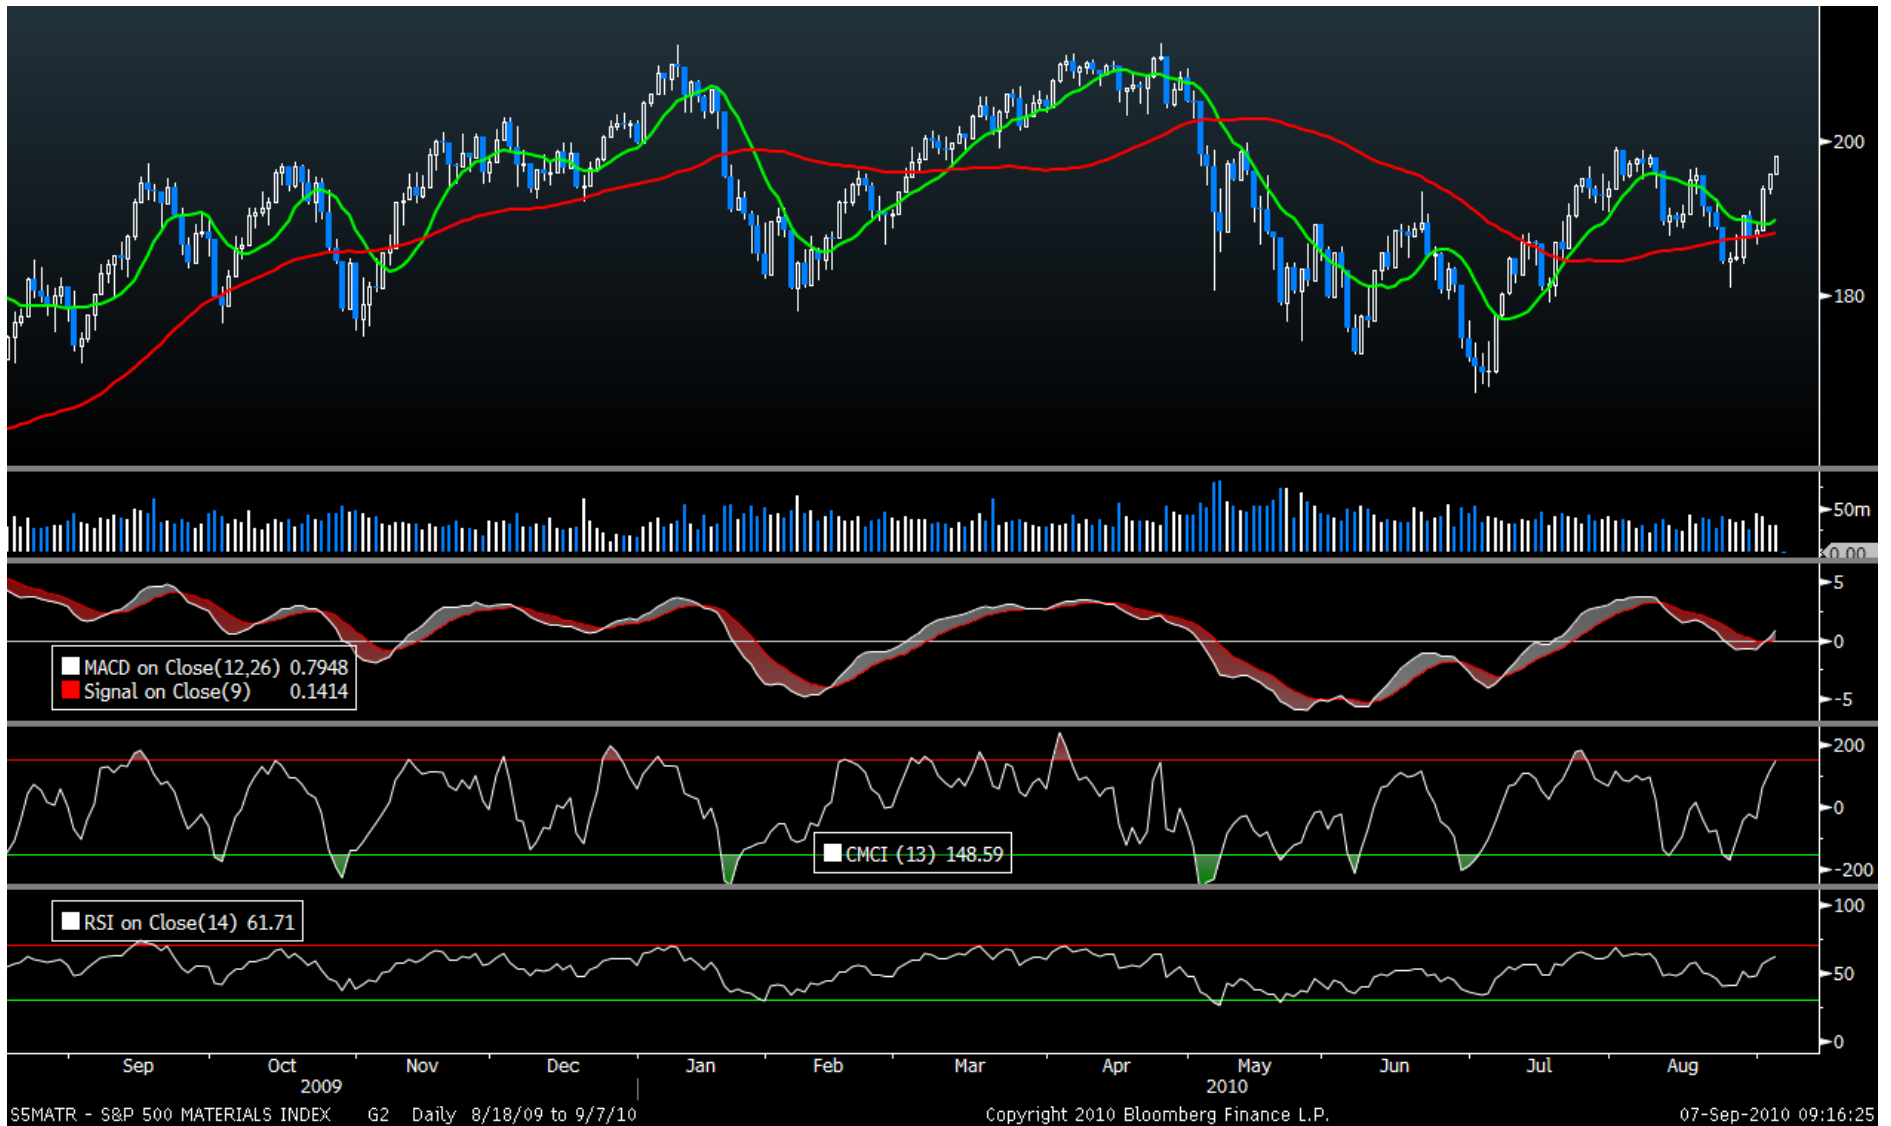 200
180
50m
0.00
5
0
-5
MACD on Close(12,26) 0.7948
Signal on Close(9) 0.1414
200
0
-200
CMCI (13) 148.59
RSI on Close(14) 61.71
100
50
0
Sep Oct Nov Dec Jan Feb Mar Apr May Jun Jul Aug
2009 2010
S5MATR - S&P 500 MATERIALS INDEX G2 Daily 8/18/09 to 9/7/10 Copyright 2010 Bloomberg Finance L.P. 07-Sep-2010 09:16:25